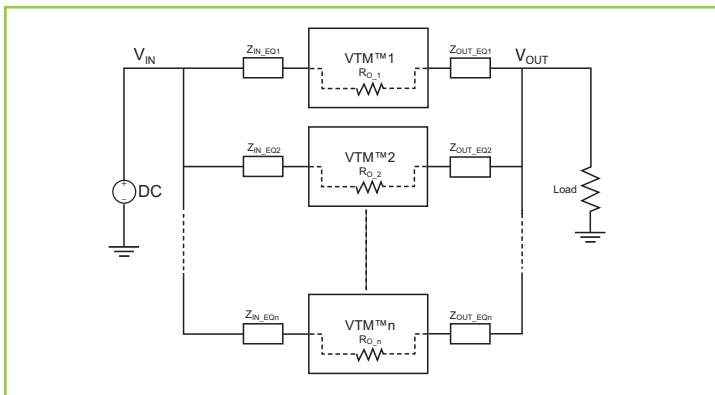 V_IN
Z_IN_EQ1
VTM™1
R_O_1
Z_OUT_EQ1
V_OUT
Z_IN_EQ2
VTM™2
R_O_2
Z_OUT_EQ2
+
DC
−
Load
Z_IN_EQn
VTM™n
R_O_n
Z_OUT_EQn